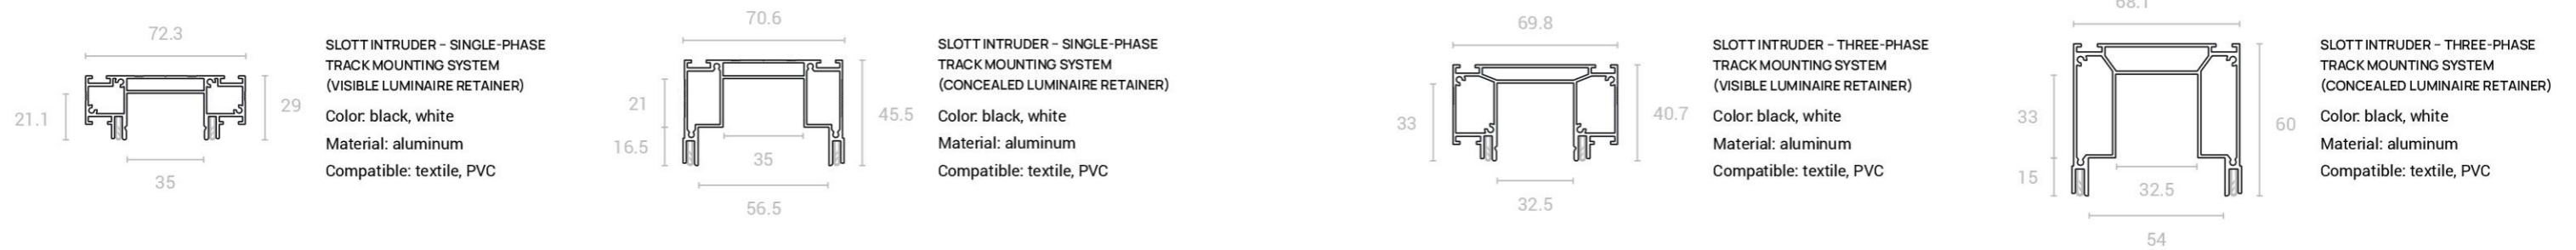 72.3
21.1
29
35
SLOTT INTRUDER – SINGLE-PHASE
TRACK MOUNTING SYSTEM
(VISIBLE LUMINAIRE RETAINER)
Color: black, white
Material: aluminum
Compatible: textile, PVC
70.6
21
16.5
45.5
35
56.5
SLOTT INTRUDER – SINGLE-PHASE
TRACK MOUNTING SYSTEM
(CONCEALED LUMINAIRE RETAINER)
Color: black, white
Material: aluminum
Compatible: textile, PVC
69.8
33
40.7
32.5
SLOTT INTRUDER – THREE-PHASE
TRACK MOUNTING SYSTEM
(VISIBLE LUMINAIRE RETAINER)
Color: black, white
Material: aluminum
Compatible: textile, PVC
68.1
33
15
60
32.5
54
SLOTT INTRUDER – THREE-PHASE
TRACK MOUNTING SYSTEM
(CONCEALED LUMINAIRE RETAINER)
Color: black, white
Material: aluminum
Compatible: textile, PVC